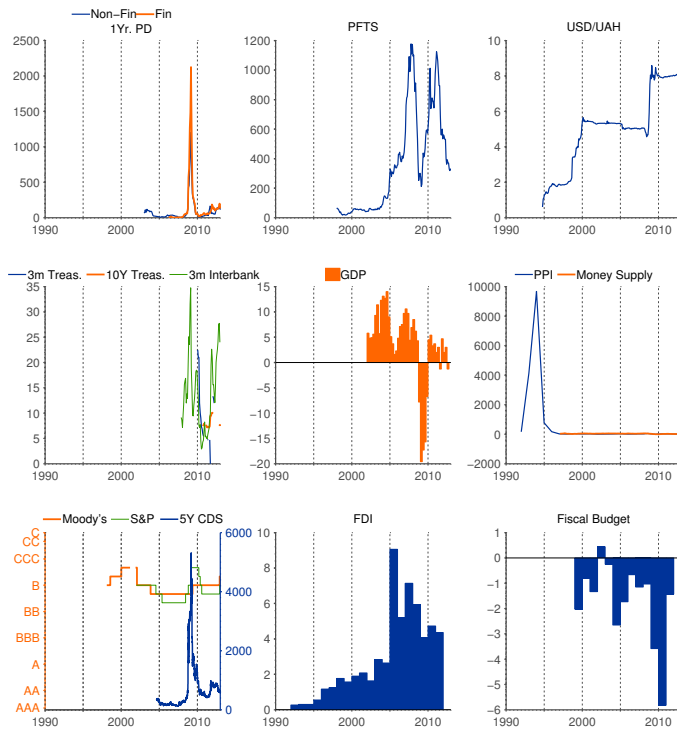 Non−Fin Fin
1Yr. PD
PFTS
USD/UAH
2500
2000
1500
1000
500
0
1990 2000 2010
1200
1000
800
600
400
200
0
1990 2000 2010
10
8
6
4
2
0
1990 2000 2010
3m Treas. 10Y Treas. 3m Interbank
GDP
PPI Money Supply
35
30
25
20
15
10
5
0
1990 2000 2010
15
10
5
0
−5
−10
−15
−20
1990 2000 2010
10000
8000
6000
4000
2000
0
−2000
1990 2000 2010
Moody's S&P 5Y CDS
FDI
Fiscal Budget
C
CC
CCC
B
BB
BBB
A
AA
AAA
6000
4000
2000
0
1990 2000 2010
10
8
6
4
2
0
1990 2000 2010
1
0
−1
−2
−3
−4
−5
−6
1990 2000 2010